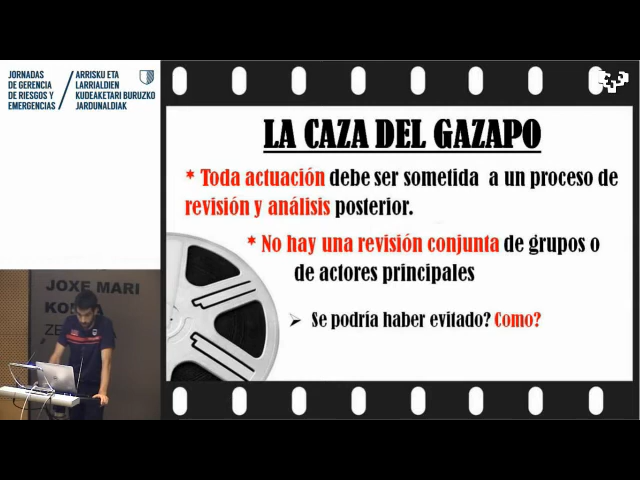 JORNADAS
DE GERENCIA
DE RIESGOS Y
EMERGENCIAS
ARRISKU ETA
LARRIALDIEN
KUDEAKETARI BURUZKO
JARDUNALDIAK
LA CAZA DEL GAZAPO
* Toda actuación debe ser sometida a un proceso de
revisión y análisis posterior.
* No hay una revisión conjunta de grupos o
de actores principales
➢ Se podría haber evitado? Como?
JOXE MARI